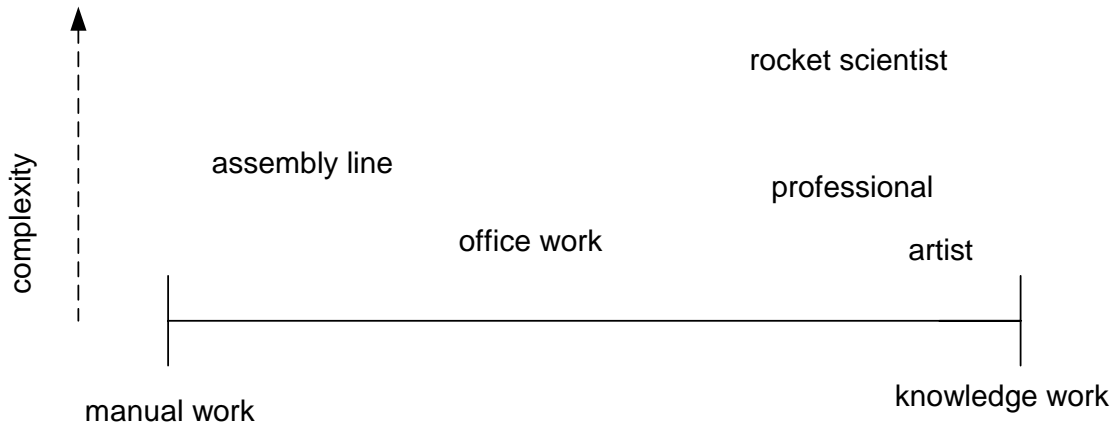 rocket scientist
assembly line
professional
complexity
office work
artist
knowledge work
manual work